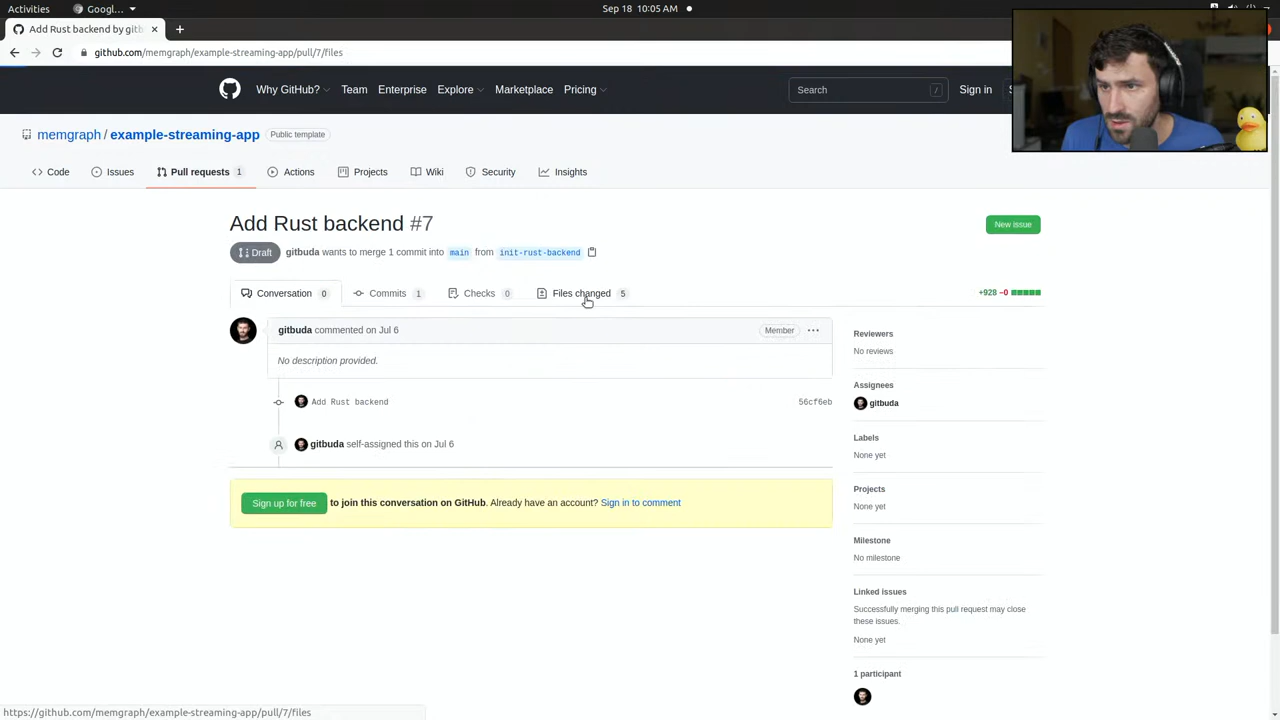 Activities
Googl...
Sep 18 10:05 AM
Add Rust backend by gith
github.com/memgraph/example-streaming-app/pull/7/files
Why GitHub?
Team
Enterprise
Explore
Marketplace
Pricing
Search
/
Sign in
memgraph / example-streaming-app
Public template
Code
Issues
Pull requests 1
Actions
Projects
Wiki
Security
Insights
Add Rust backend #7
New issue
Draft
gitbuda wants to merge 1 commit into main from init-rust-backend
Conversation 0
Commits 1
Checks 0
Files changed 5
+928 −0
gitbuda commented on Jul 6
Member
No description provided.
Add Rust backend
56cf6eb
gitbuda self-assigned this on Jul 6
Sign up for free to join this conversation on GitHub. Already have an account? Sign in to comment
Reviewers
No reviews
Assignees
gitbuda
Labels
None yet
Projects
None yet
Milestone
No milestone
Linked issues
Successfully merging this pull request may close
these issues.
None yet
1 participant
https://github.com/memgraph/example-streaming-app/pull/7/files